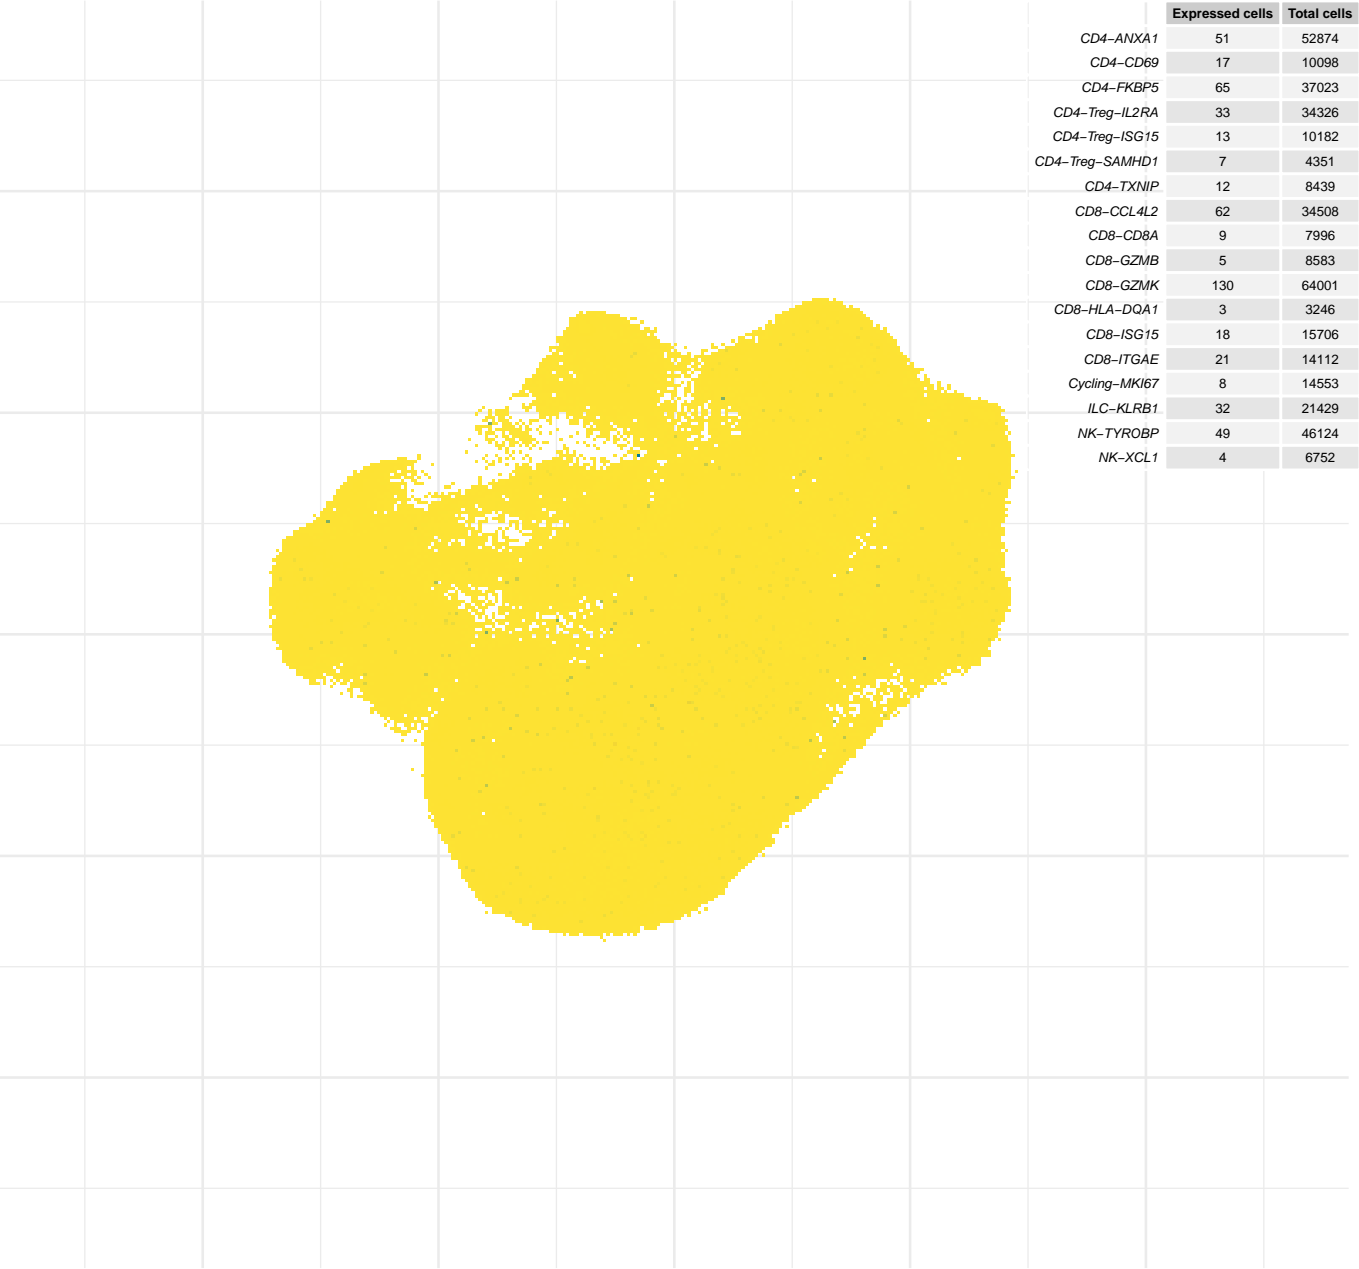 Expressed cells Total cells
CD4−ANXA1 51 52874
CD4−CD69 17 10098
CD4−FKBP5 65 37023
CD4−Treg−IL2RA 33 34326
CD4−Treg−ISG15 13 10182
CD4−Treg−SAMHD1 7 4351
CD4−TXNIP 12 8439
CD8−CCL4L2 62 34508
CD8−CD8A 9 7996
CD8−GZMB 5 8583
CD8−GZMK 130 64001
CD8−HLA−DQA1 3 3246
CD8−ISG15 18 15706
CD8−ITGAE 21 14112
Cycling−MKI67 8 14553
ILC−KLRB1 32 21429
NK−TYROBP 49 46124
NK−XCL1 4 6752